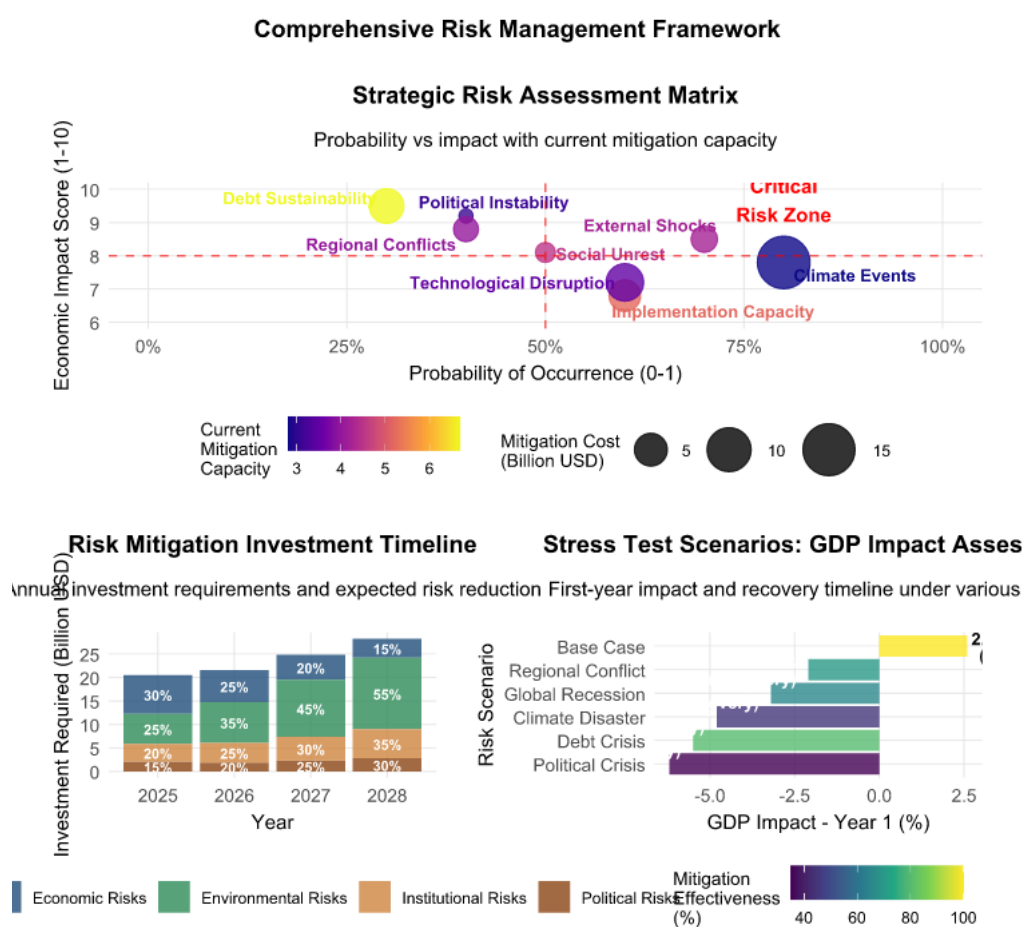 Comprehensive Risk Management Framework
Strategic Risk Assessment Matrix
Probability vs impact with current mitigation capacity
Economic Impact Score (1-10)
10
9
8
7
6
Debt Sustainability
Political Instability
Regional Conflicts
External Shocks
Social Unrest
Technological Disruption
Implementation Capacity
Climate Events
Critical
Risk Zone
0%
25%
50%
75%
100%
Probability of Occurrence (0-1)
Current
Mitigation
Capacity
3
4
5
6
Mitigation Cost
(Billion USD)
5
10
15
Risk Mitigation Investment Timeline
Annual investment requirements and expected risk reduction
Investment Required (Billion USD)
25
20
15
10
5
0
30%
25%
20%
15%
25%
35%
25%
20%
20%
45%
30%
25%
15%
55%
35%
30%
2025
2026
2027
2028
Year
Economic Risks
Environmental Risks
Institutional Risks
Political Risks
Stress Test Scenarios: GDP Impact Asses
First-year impact and recovery timeline under various
Risk Scenario
Base Case
Regional Conflict
Global Recession
Climate Disaster
Debt Crisis
Political Crisis
-5.0
-2.5
0.0
2.5
GDP Impact - Year 1 (%)
Mitigation
Effectiveness
(%)
40
60
80
100